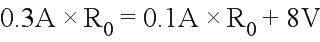 0.3A × R₀ = 0.1A × R₀ + 8V